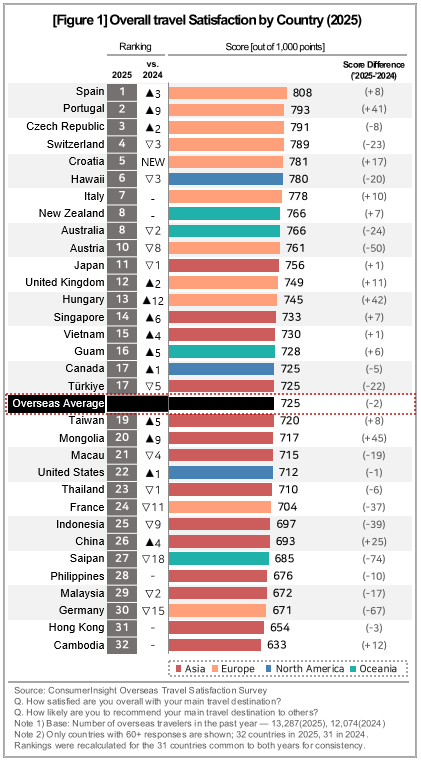 [Figure 1] Overall travel Satisfaction by Country (2025)
Ranking Score [out of 1,000 points]
2025 vs. 2024 Score Difference ('2025-'2024)
Spain 1 ▲3 808 (+8)
Portugal 2 ▲9 793 (+41)
Czech Republic 3 ▲2 791 (-8)
Switzerland 4 ▽3 789 (-23)
Croatia 5 NEW 781 (+17)
Hawaii 6 ▽3 780 (-20)
Italy 7 - 778 (+10)
New Zealand 8 - 766 (+7)
Australia 8 ▽2 766 (-24)
Austria 10 ▽8 761 (-50)
Japan 11 ▽1 756 (+1)
United Kingdom 12 ▲2 749 (+11)
Hungary 13 ▲12 745 (+42)
Singapore 14 ▲6 733 (+7)
Vietnam 15 ▲4 730 (+1)
Guam 16 ▲5 728 (+6)
Canada 17 ▲1 725 (-5)
Türkiye 17 ▽5 725 (-22)
Overseas Average 725 (-2)
Taiwan 19 ▲5 720 (+8)
Mongolia 20 ▲9 717 (+45)
Macau 21 ▽4 715 (-19)
United States 22 ▲1 712 (-1)
Thailand 23 ▽1 710 (-6)
France 24 ▽11 704 (-37)
Indonesia 25 ▽9 697 (-39)
China 26 ▲4 693 (+25)
Saipan 27 ▽18 685 (-74)
Philippines 28 - 676 (-10)
Malaysia 29 ▽2 672 (-17)
Germany 30 ▽15 671 (-67)
Hong Kong 31 - 654 (-3)
Cambodia 32 - 633 (+12)
Asia Europe North America Oceania
Source: ConsumerInsight Overseas Travel Satisfaction Survey
Q. How satisfied are you overall with your main travel destination?
Q. How likely are you to recommend your main travel destination to others?
Note 1) Base: Number of overseas travelers in the past year — 13,287(2025), 12,074(2024)
Note 2) Only countries with 60+ responses are shown; 32 countries in 2025, 31 in 2024.
Rankings were recalculated for the 31 countries common to both years for consistency.